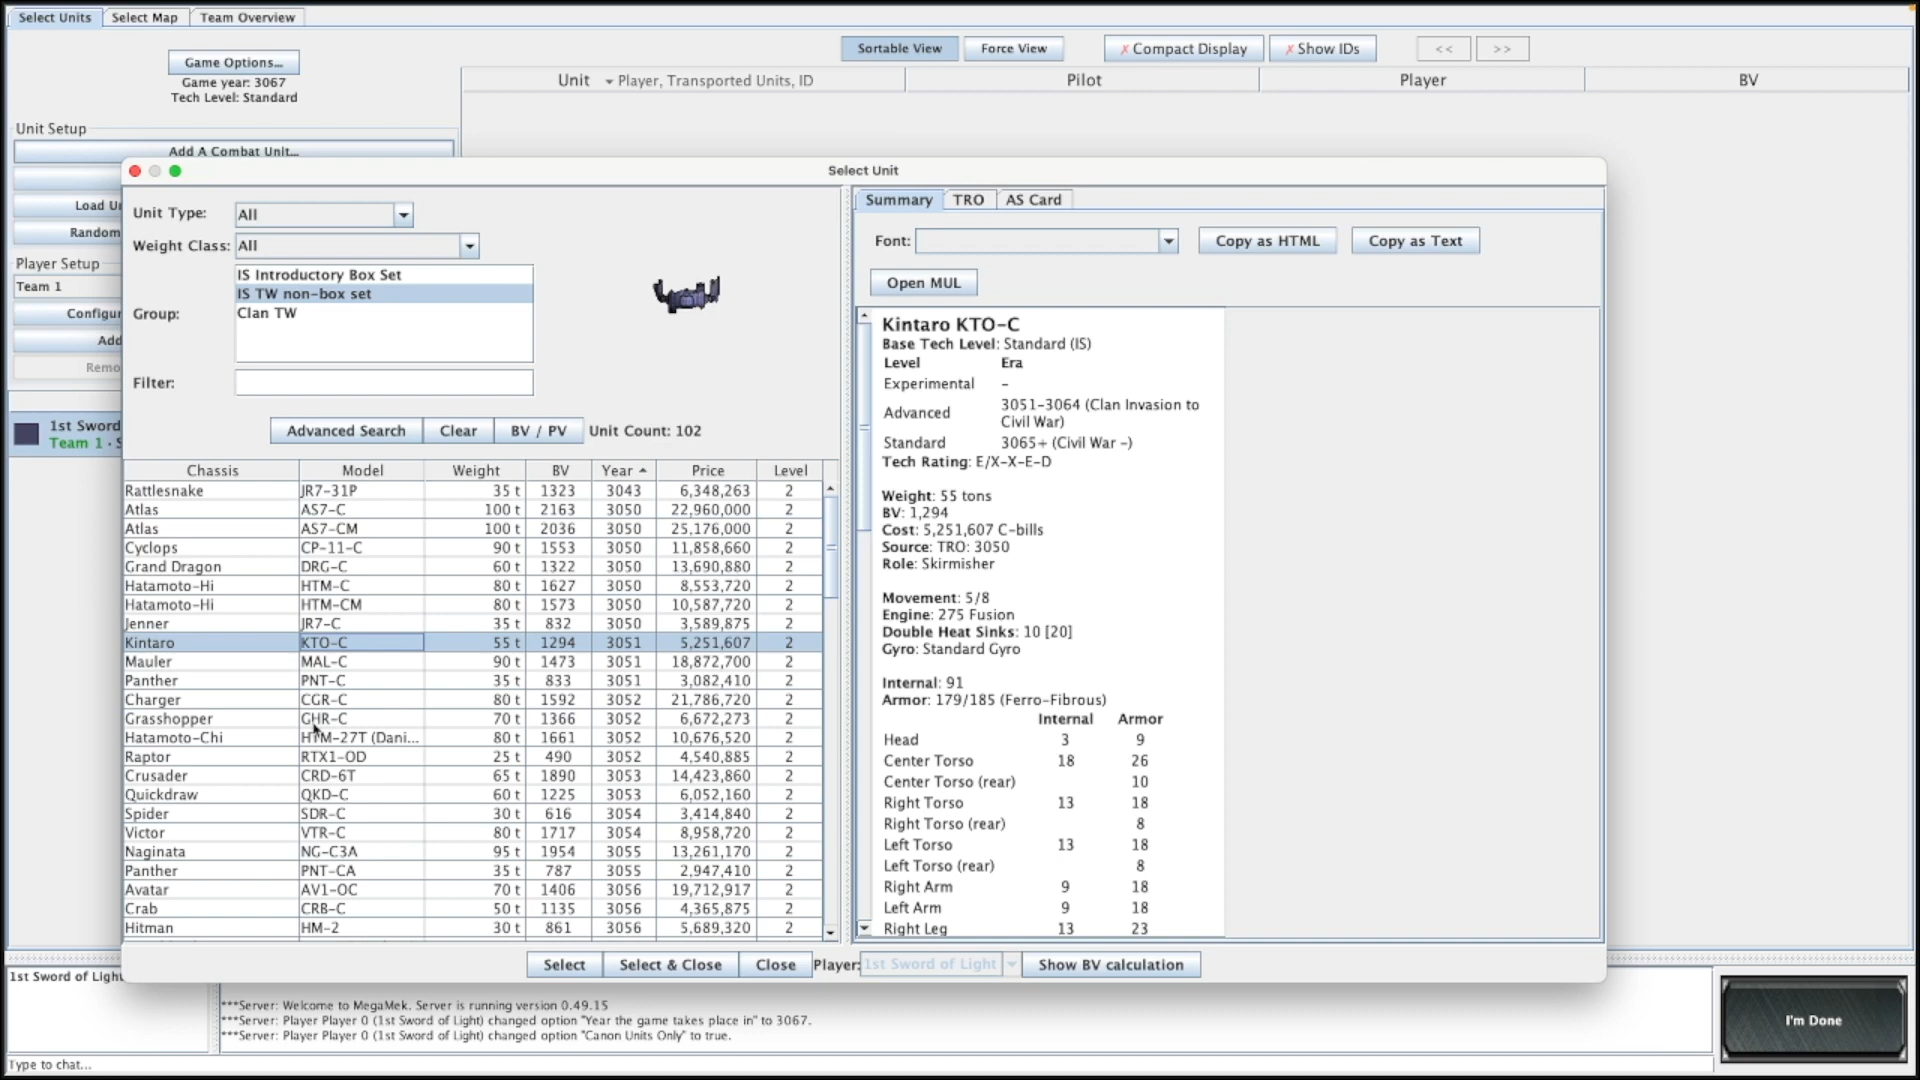 Select Units Select Map Team Overview
Game Options...
Game year: 3067
Tech Level: Standard
Sortable View Force View ✗ Compact Display ✗ Show IDs << >>
Unit Player, Transported Units, ID Pilot Player BV
Unit Setup
Add A Combat Unit...
Load U
Random
Player Setup
Team 1
Configu
Add
Remo
1st Sword
Team 1 · S
Select Unit
Unit Type: All
Weight Class: All
Group:
IS Introductory Box Set
IS TW non-box set
Clan TW
Filter:
Advanced Search Clear BV / PV Unit Count: 102
Chassis Model Weight BV Year Price Level
Rattlesnake JR7-31P 35 t 1323 3043 6,348,263 2
Atlas AS7-C 100 t 2163 3050 22,960,000 2
Atlas AS7-CM 100 t 2036 3050 25,176,000 2
Cyclops CP-11-C 90 t 1553 3050 11,858,660 2
Grand Dragon DRG-C 60 t 1322 3050 13,690,880 2
Hatamoto-Hi HTM-C 80 t 1627 3050 8,553,720 2
Hatamoto-Hi HTM-CM 80 t 1573 3050 10,587,720 2
Jenner JR7-C 35 t 832 3050 3,589,875 2
Kintaro KTO-C 55 t 1294 3051 5,251,607 2
Mauler MAL-C 90 t 1473 3051 18,872,700 2
Panther PNT-C 35 t 833 3051 3,082,410 2
Charger CGR-C 80 t 1592 3052 21,786,720 2
Grasshopper GHR-C 70 t 1366 3052 6,672,273 2
Hatamoto-Chi HTM-27T (Dani... 80 t 1661 3052 10,676,520 2
Raptor RTX1-OD 25 t 490 3052 4,540,885 2
Crusader CRD-6T 65 t 1890 3053 14,423,860 2
Quickdraw QKD-C 60 t 1225 3053 6,052,160 2
Spider SDR-C 30 t 616 3054 3,414,840 2
Victor VTR-C 80 t 1717 3054 8,958,720 2
Naginata NG-C3A 95 t 1954 3055 13,261,170 2
Panther PNT-CA 35 t 787 3055 2,947,410 2
Avatar AV1-OC 70 t 1406 3056 19,712,917 2
Crab CRB-C 50 t 1135 3056 4,365,875 2
Hitman HM-2 30 t 861 3056 5,689,320 2
Summary TRO AS Card
Font: Copy as HTML Copy as Text
Open MUL
Kintaro KTO-C
Base Tech Level: Standard (IS)
Level Era
Experimental -
Advanced 3051-3064 (Clan Invasion to
Civil War)
Standard 3065+ (Civil War -)
Tech Rating: E/X-X-E-D
Weight: 55 tons
BV: 1,294
Cost: 5,251,607 C-bills
Source: TRO: 3050
Role: Skirmisher
Movement: 5/8
Engine: 275 Fusion
Double Heat Sinks: 10 [20]
Gyro: Standard Gyro
Internal: 91
Armor: 179/185 (Ferro-Fibrous)
Internal Armor
Head 3 9
Center Torso 18 26
Center Torso (rear) 10
Right Torso 13 18
Right Torso (rear) 8
Left Torso 13 18
Left Torso (rear) 8
Right Arm 9 18
Left Arm 9 18
Right Leg 13 23
Select Select & Close Close Player: 1st Sword of Light Show BV calculation
1st Sword of Light
***Server: Welcome to MegaMek. Server is running version 0.49.15
***Server: Player Player 0 (1st Sword of Light) changed option "Year the game takes place in" to 3067.
***Server: Player Player 0 (1st Sword of Light) changed option "Canon Units Only" to true.
Type to chat...
I'm Done